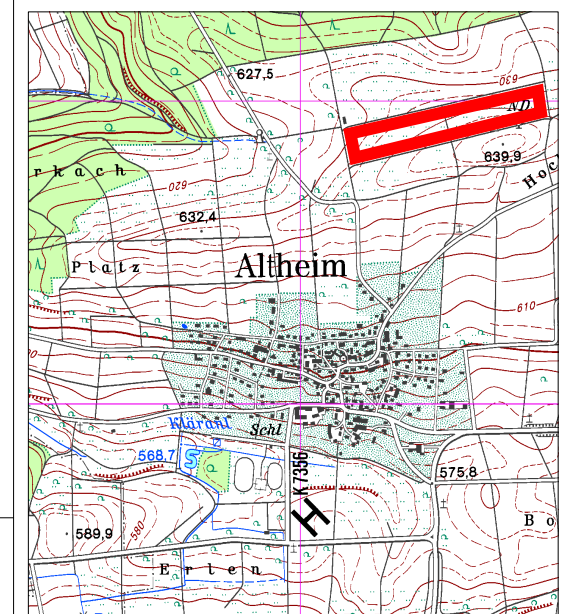 627,5
630
ND
639,9
Hoc
rkach
620
632,4
Altheim
Platz
610
Kläranl
Schl
568,7
K 7356
575,8
H
589,9
580
Bo
Erlen